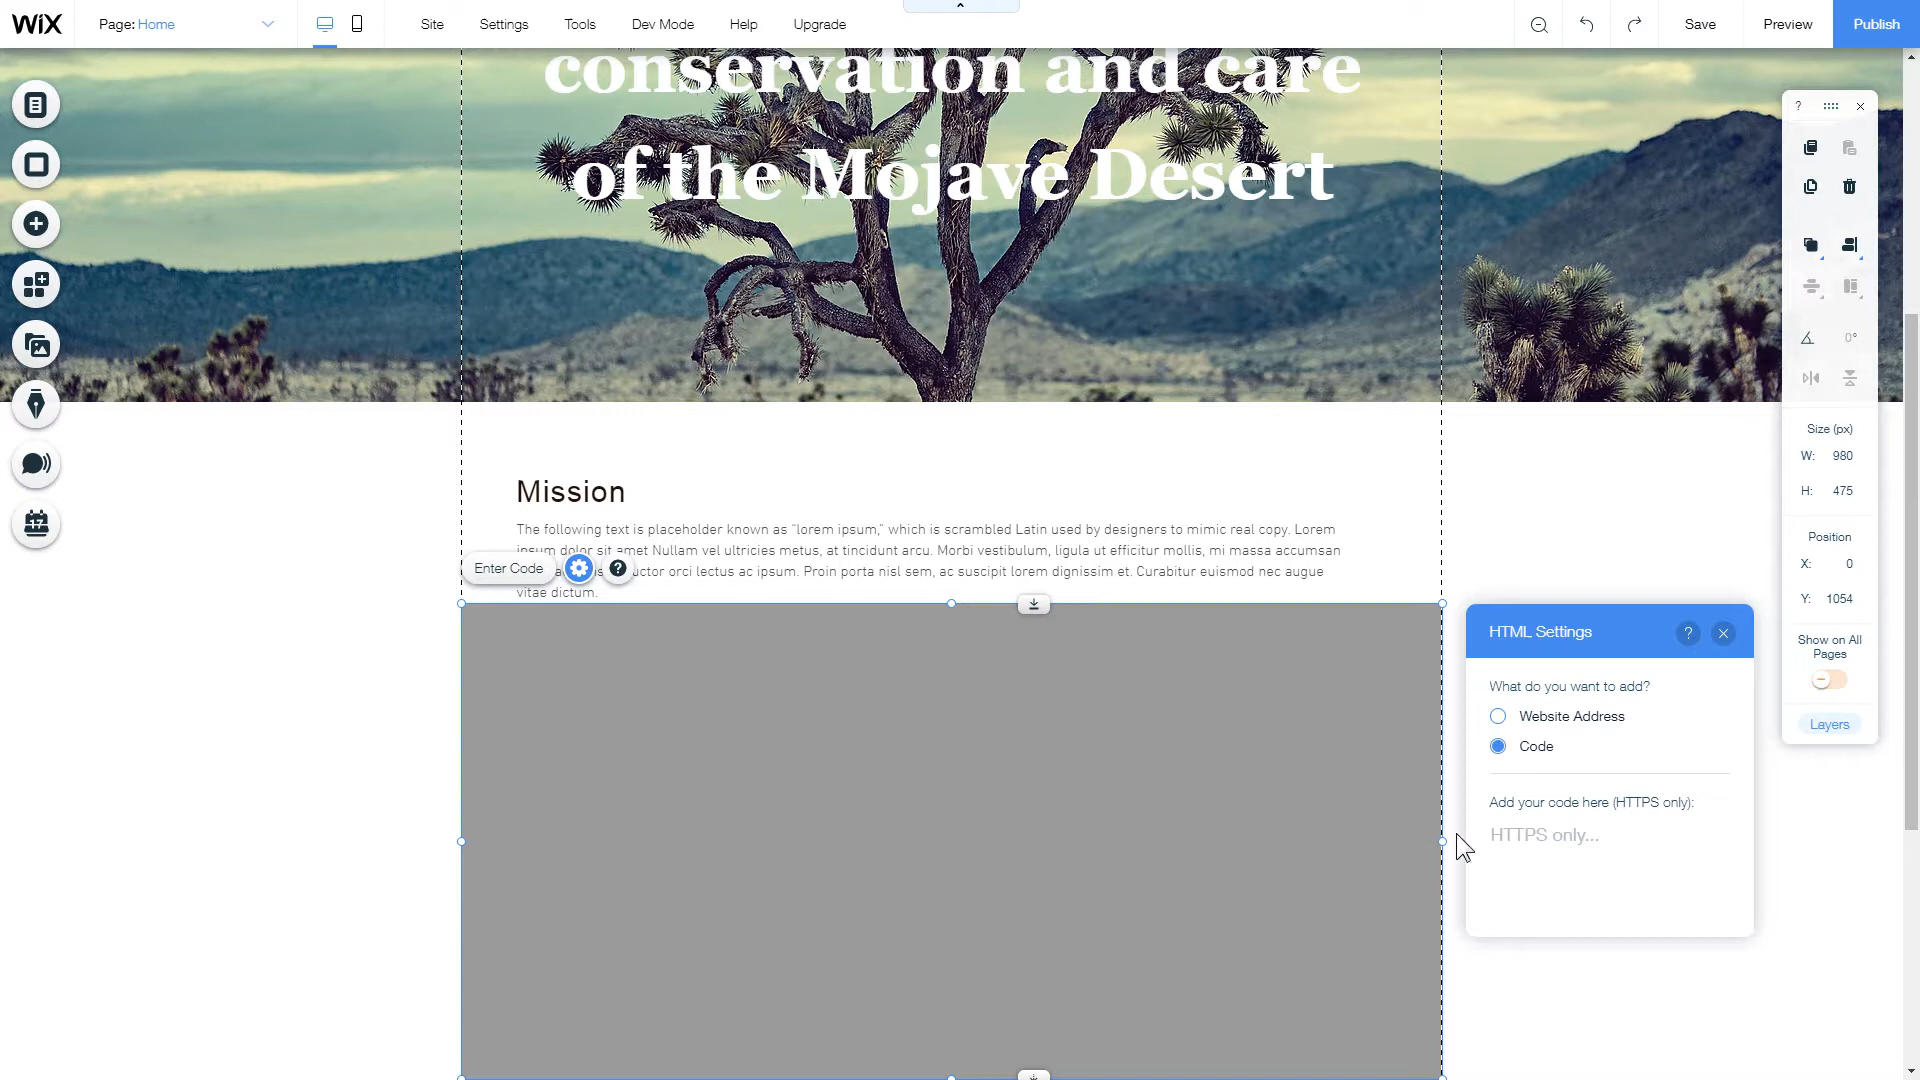 WiX
Page: Home
Site
Settings
Tools
Dev Mode
Help
Upgrade
Save
Preview
Publish
conservation and care
of the Mojave Desert
?
0°
Size (px)
W: 980
H: 475
Position
X: 0
Y: 1054
Show on All
Pages
Layers
17
Mission
The following text is placeholder known as "lorem ipsum," which is scrambled Latin used by designers to mimic real copy. Lorem
ipsum dolor sit amet Nullam vel ultricies metus, at tincidunt arcu. Morbi vestibulum, ligula ut efficitur mollis, mi massa accumsan
uctor orci lectus ac ipsum. Proin porta nisl sem, ac suscipit lorem dignissim et. Curabitur euismod nec augue
vitae dictum.
Enter Code
?
HTML Settings
?
What do you want to add?
Website Address
Code
Add your code here (HTTPS only):
HTTPS only...